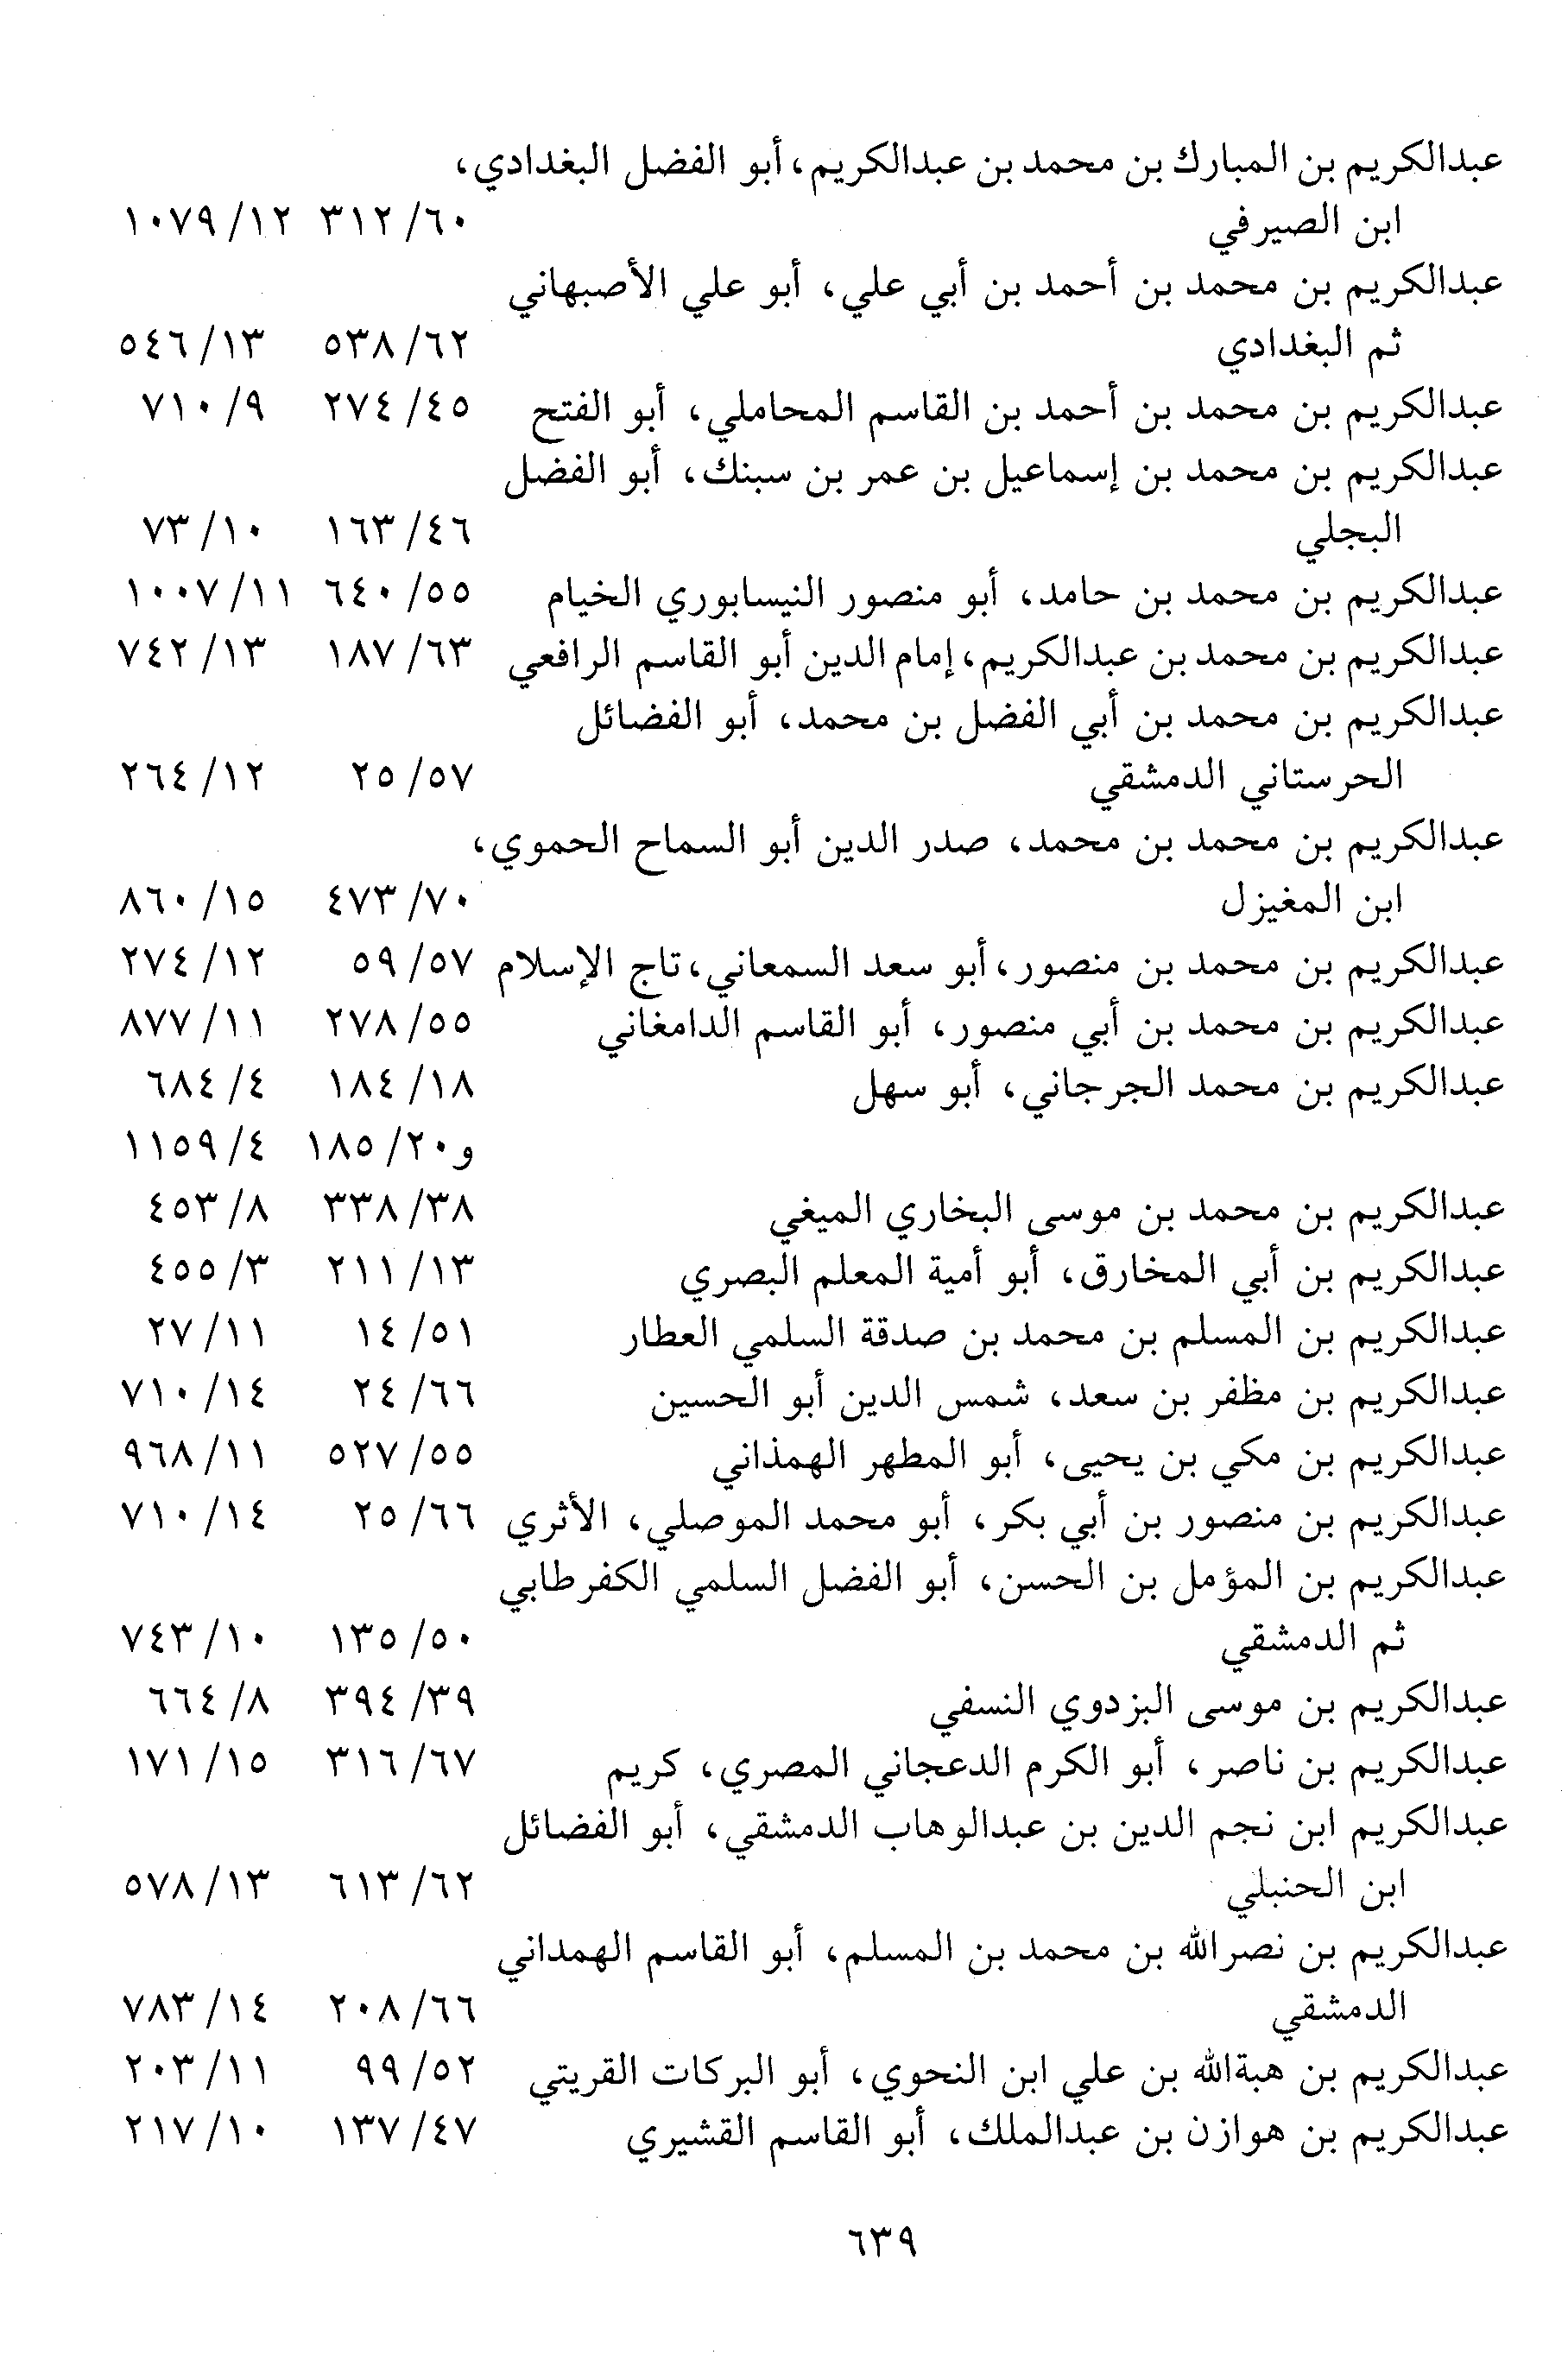 عبدالكريم بن المبارك بن محمد بن عبدالكريم، أبو الفضل البغدادي،
ابن الصيرفي ٦٠/ ٣١٢ ١٢/ ١٠٧٩
عبدالكريم بن محمد بن أحمد بن أبي علي، أبو علي الأصبهاني
ثم البغدادي ٦٢/ ٥٣٨ ١٣/ ٥٤٦
عبدالكريم بن محمد بن أحمد بن القاسم المحاملي، أبو الفتح ٤٥/ ٢٧٤ ٩/ ٧١٠
عبدالكريم بن محمد بن إسماعيل بن عمر بن سبنك، أبو الفضل
البجلي ٤٦/ ١٦٣ ١٠/ ٧٣
عبدالكريم بن محمد بن حامد، أبو منصور النيسابوري الخيام ٥٥/ ٦٤٠ ١١/ ١٠٠٧
عبدالكريم بن محمد بن عبدالكريم، إمام الدين أبو القاسم الرافعي ٦٣/ ١٨٧ ١٣/ ٧٤٢
عبدالكريم بن محمد بن أبي الفضل بن محمد، أبو الفضائل
الحرستاني الدمشقي ٥٧/ ٢٥ ١٢/ ٢٦٤
عبدالكريم بن محمد بن محمد، صدر الدين أبو السماح الحموي،
ابن المغيزل ٧٠/ ٤٧٣ ١٥/ ٨٦٠
عبدالكريم بن محمد بن منصور، أبو سعد السمعاني، تاج الإسلام ٥٧/ ٥٩ ١٢/ ٢٧٤
عبدالكريم بن محمد بن أبي منصور، أبو القاسم الدامغاني ٥٥/ ٢٧٨ ١١/ ٨٧٧
عبدالكريم بن محمد الجرجاني، أبو سهل ١٨/ ١٨٤ ٤/ ٦٨٤
و٢٠/ ١٨٥ ٤/ ١١٥٩
عبدالكريم بن محمد بن موسى البخاري الميغي ٣٨/ ٣٣٨ ٨/ ٤٥٣
عبدالكريم بن أبي المخارق، أبو أمية المعلم البصري ١٣/ ٢١١ ٣/ ٤٥٥
عبدالكريم بن المسلم بن محمد بن صدقة السلمي العطار ٥١/ ١٤ ١١/ ٢٧
عبدالكريم بن مظفر بن سعد، شمس الدين أبو الحسين ٦٦/ ٢٤ ١٤/ ٧١٠
عبدالكريم بن مكي بن يحيى، أبو المطهر الهمذاني ٥٥/ ٥٢٧ ١١/ ٩٦٨
عبدالكريم بن منصور بن أبي بكر، أبو محمد الموصلي، الأثري ٦٦/ ٢٥ ١٤/ ٧١٠
عبدالكريم بن المؤمل بن الحسن، أبو الفضل السلمي الكفرطابي
ثم الدمشقي ٥٠/ ١٣٥ ١٠/ ٧٤٣
عبدالكريم بن موسى البزدوي النسفي ٣٩/ ٣٩٤ ٨/ ٦٦٤
عبدالكريم بن ناصر، أبو الكرم الدعجاني المصري، كريم ٦٧/ ٣١٦ ١٥/ ١٧١
عبدالكريم ابن نجم الدين بن عبدالوهاب الدمشقي، أبو الفضائل
ابن الحنبلي ٦٢/ ٦١٣ ١٣/ ٥٧٨
عبدالكريم بن نصرالله بن محمد بن المسلم، أبو القاسم الهمداني
الدمشقي ٦٦/ ٢٠٨ ١٤/ ٧٨٣
عبدالكريم بن هبةالله بن علي ابن النحوي، أبو البركات القريتي ٥٢/ ٩٩ ١١/ ٢٠٣
عبدالكريم بن هوازن بن عبدالملك، أبو القاسم القشيري ٤٧/ ١٣٧ ١٠/ ٢١٧
٦٣٩